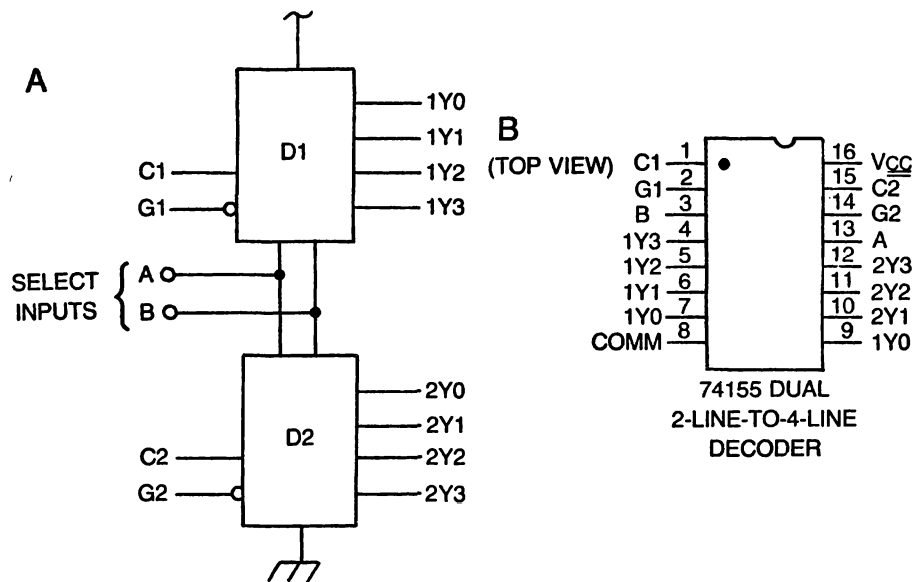 A
D1
1Y0
1Y1
1Y2
1Y3
C1
G1
SELECT
INPUTS
A
B
D2
2Y0
2Y1
2Y2
2Y3
C2
G2
B
(TOP VIEW)
C1 1 16 VCC
G1 2 15 C2
B 3 14 G2
1Y3 4 13 A
1Y2 5 12 2Y3
1Y1 6 11 2Y2
1Y0 7 10 2Y1
COMM 8 9 1Y0
74155 DUAL
2-LINE-TO-4-LINE
DECODER